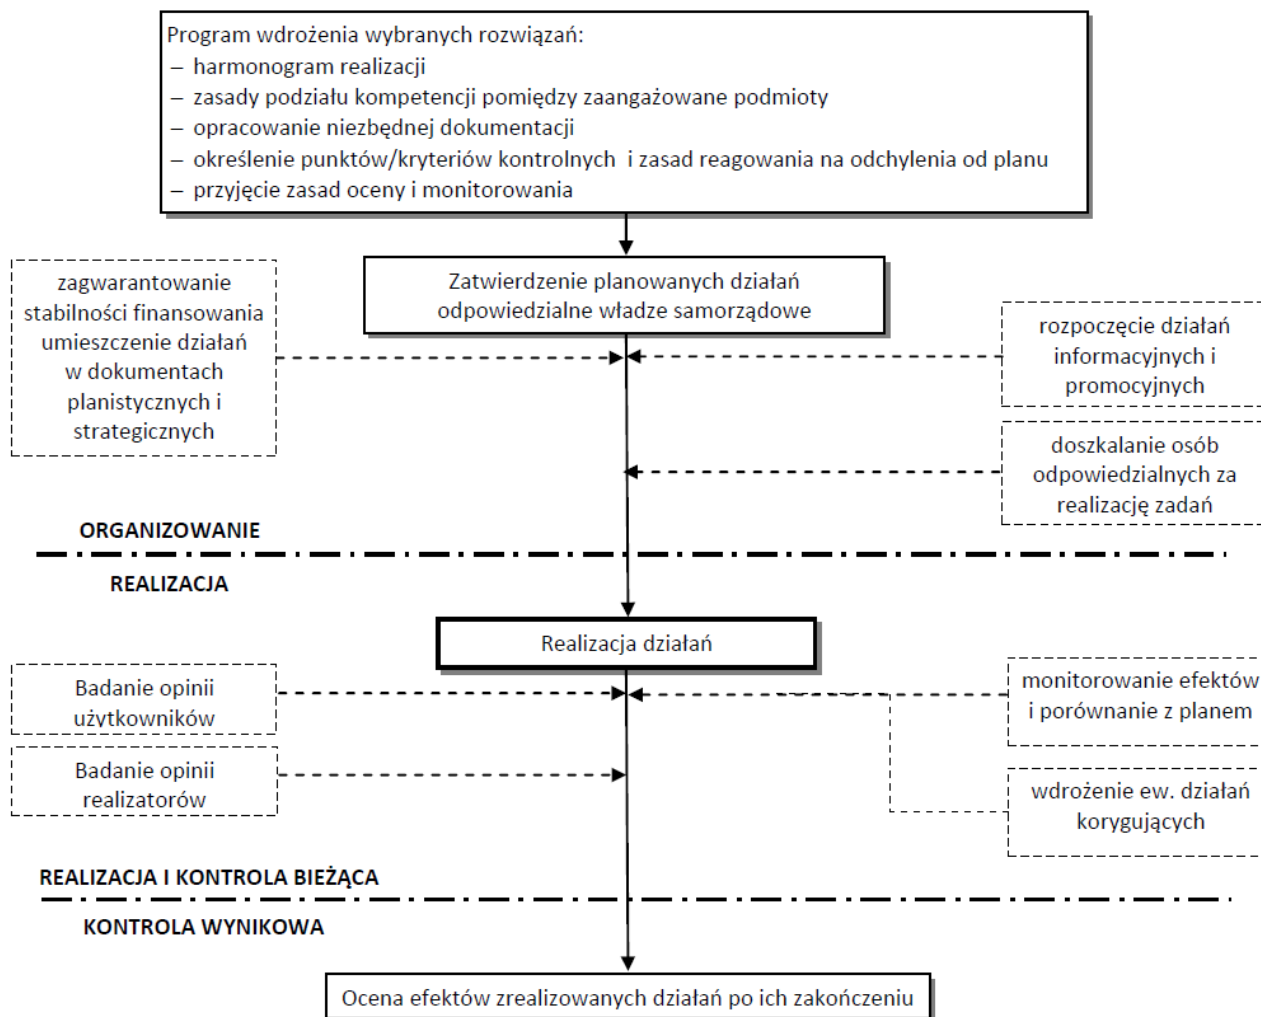 Program wdrożenia wybranych rozwiązań:
– harmonogram realizacji
– zasady podziału kompetencji pomiędzy zaangażowane podmioty
– opracowanie niezbędnej dokumentacji
– określenie punktów/kryteriów kontrolnych i zasad reagowania na odchylenia od planu
– przyjęcie zasad oceny i monitorowania
Zatwierdzenie planowanych działań
odpowiedzialne władze samorządowe
zagwarantowanie
stabilności finansowania
umieszczenie działań
w dokumentach
planistycznych i
strategicznych
rozpoczęcie działań
informacyjnych i
promocyjnych
doszkalanie osób
odpowiedzialnych za
realizację zadań
ORGANIZOWANIE
REALIZACJA
Realizacja działań
Badanie opinii
użytkowników
monitorowanie efektów
i porównanie z planem
Badanie opinii
realizatorów
wdrożenie ew. działań
korygujących
REALIZACJA I KONTROLA BIEŻĄCA
KONTROLA WYNIKOWA
Ocena efektów zrealizowanych działań po ich zakończeniu